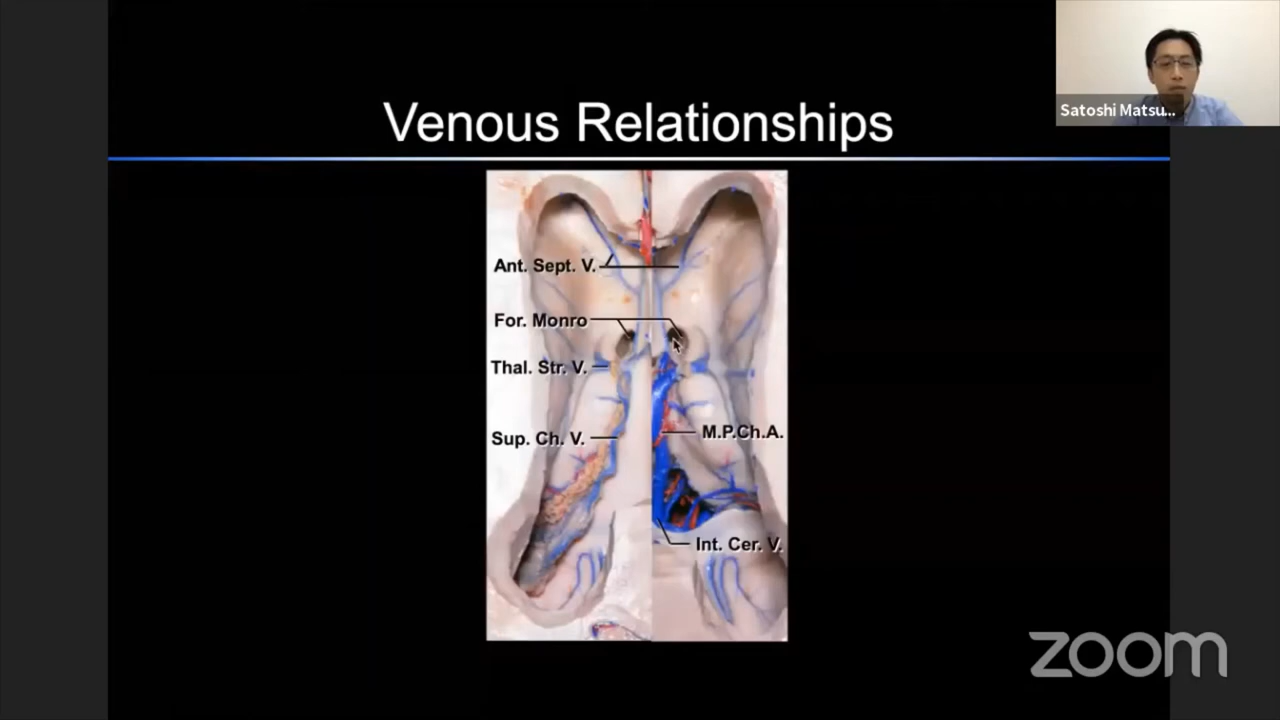 Satoshi Matsu...
Venous Relationships
Ant. Sept. V.
For. Monro
Thal. Str. V.
Sup. Ch. V.
M.P.Ch.A.
Int. Cer. V.
zoom